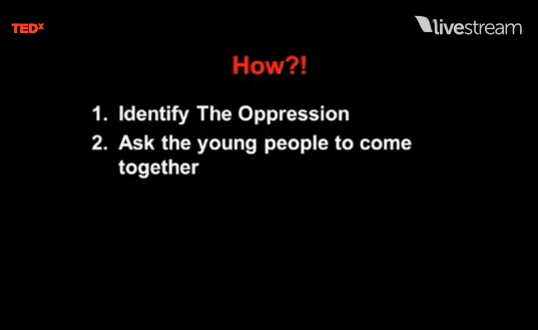 TEDx
livestream
How?!
1. Identify The Oppression
2. Ask the young people to come
together